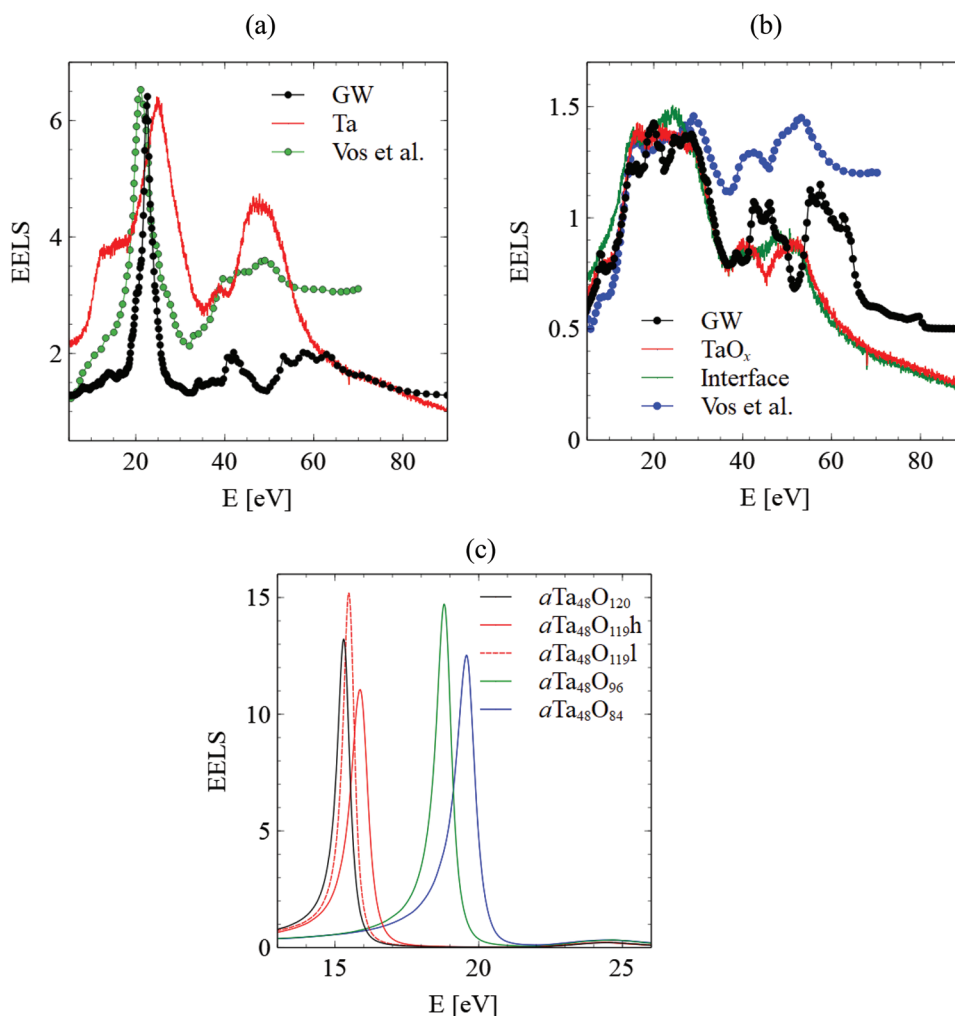 (a)
(b)
EELS
6
4
2
GW
Ta
Vos et al.
20 40 60 80
E [eV]
EELS
1.5
1
0.5
0
GW
TaOₓ
Interface
Vos et al.
20 40 60 80
E [eV]
(c)
EELS
15
10
5
0
aTa₄₈O₁₂₀
aTa₄₈O₁₁₉h
aTa₄₈O₁₁₉l
aTa₄₈O₉₆
aTa₄₈O₈₄
15 20 25
E [eV]